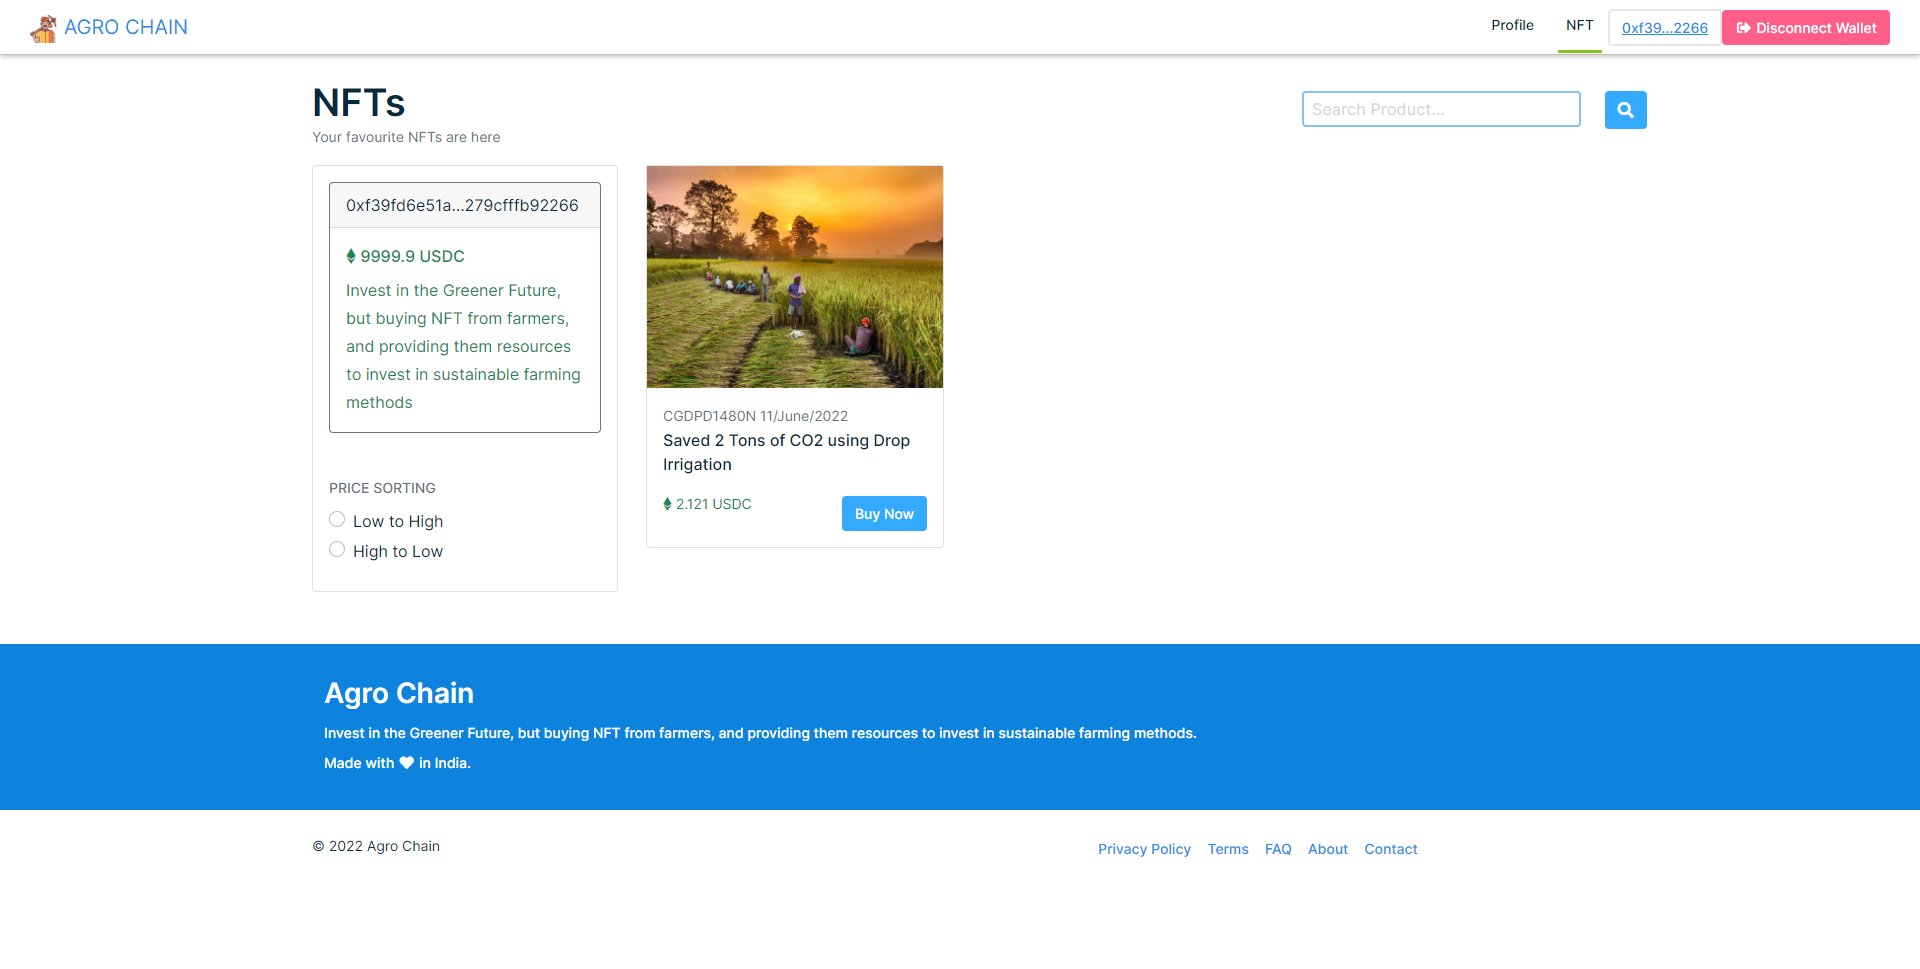 AGRO CHAIN
Profile
NFT
0xf39...2266
Disconnect Wallet
NFTs
Your favourite NFTs are here
Search Product...
0xf39fd6e51a...279cfffb92266
9999.9 USDC
Invest in the Greener Future,
but buying NFT from farmers,
and providing them resources
to invest in sustainable farming
methods
PRICE SORTING
Low to High
High to Low
CGDPD1480N 11/June/2022
Saved 2 Tons of CO2 using Drop
Irrigation
2.121 USDC
Buy Now
Agro Chain
Invest in the Greener Future, but buying NFT from farmers, and providing them resources to invest in sustainable farming methods.
Made with ♥ in India.
© 2022 Agro Chain
Privacy Policy
Terms
FAQ
About
Contact